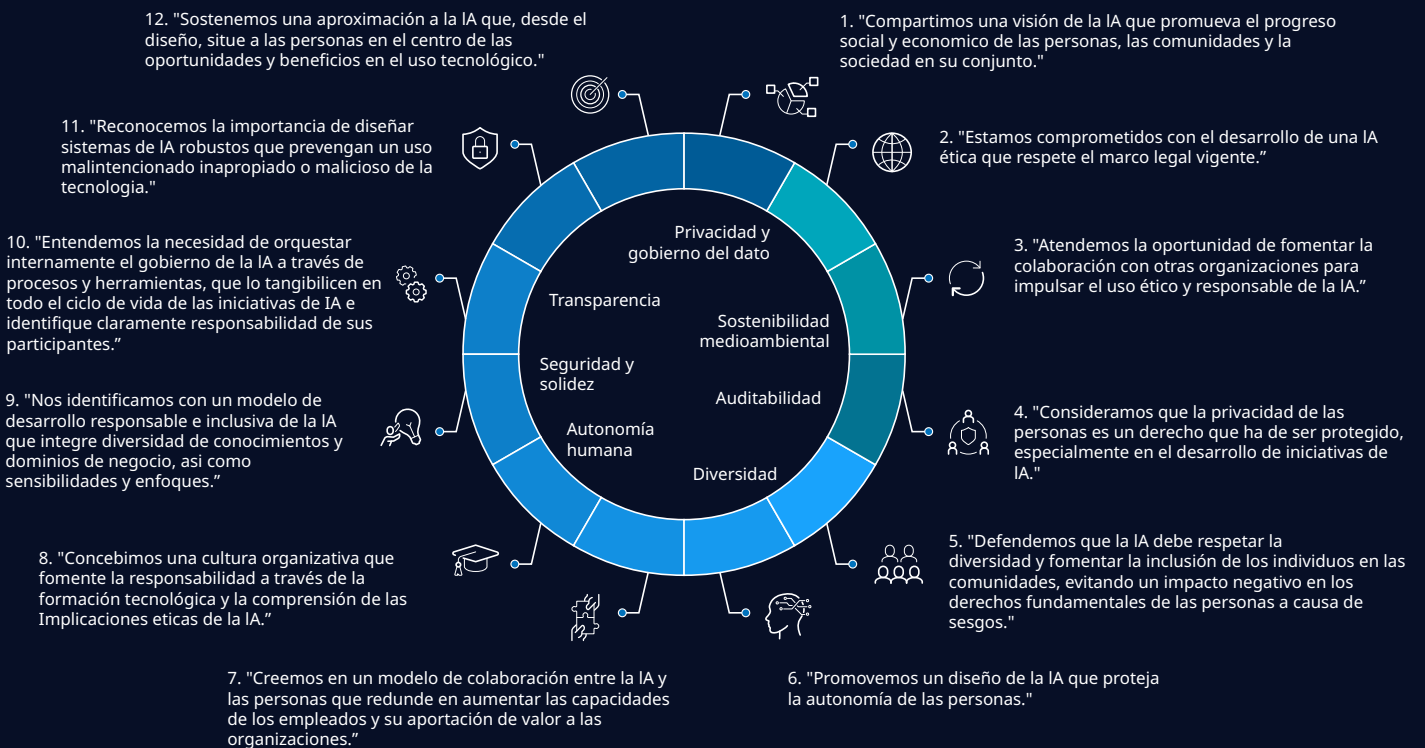 12. "Sostenemos una aproximación a la IA que, desde el
diseño, situe a las personas en el centro de las
oportunidades y beneficios en el uso tecnológico."
1. "Compartimos una visión de la IA que promueva el progreso
social y economico de las personas, las comunidades y la
sociedad en su conjunto."
11. "Reconocemos la importancia de diseñar
sistemas de IA robustos que prevengan un uso
malintencionado inapropiado o malicioso de la
tecnologia."
2. "Estamos comprometidos con el desarrollo de una IA
ética que respete el marco legal vigente.”
10. "Entendemos la necesidad de orquestar
internamente el gobierno de la IA a través de
procesos y herramientas, que lo tangibilicen en
todo el ciclo de vida de las iniciativas de IA e
identifique claramente responsabilidad de sus
participantes.”
3. "Atendemos la oportunidad de fomentar la
colaboración con otras organizaciones para
impulsar el uso ético y responsable de la IA.”
Privacidad y
gobierno del dato
Transparencia
Sostenibilidad
medioambiental
Seguridad y
solidez
Auditabilidad
Autonomía
humana
Diversidad
9. "Nos identificamos con un modelo de
desarrollo responsable e inclusiva de la IA
que integre diversidad de conocimientos y
dominios de negocio, asi como
sensibilidades y enfoques.”
4. "Consideramos que la privacidad de las
personas es un derecho que ha de ser protegido,
especialmente en el desarrollo de iniciativas de
IA."
8. "Concebimos una cultura organizativa que
fomente la responsabilidad a través de la
formación tecnológica y la comprensión de las
Implicaciones eticas de la IA.”
5. "Defendemos que la IA debe respetar la
diversidad y fomentar la inclusión de los individuos en las
comunidades, evitando un impacto negativo en los
derechos fundamentales de las personas a causa de
sesgos."
7. "Creemos en un modelo de colaboración entre la IA y
las personas que redunde en aumentar las capacidades
de los empleados y su aportación de valor a las
organizaciones.”
6. "Promovemos un diseño de la IA que proteja
la autonomía de las personas."